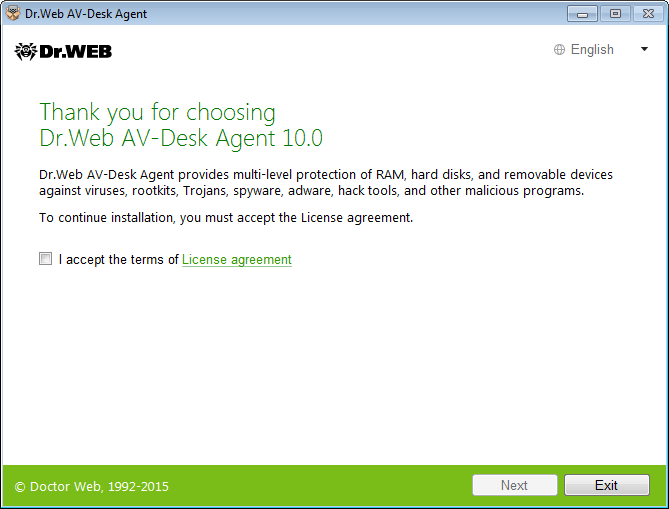 Dr.Web AV-Desk Agent
Dr.WEB
English
Thank you for choosing
Dr.Web AV-Desk Agent 10.0
Dr.Web AV-Desk Agent provides multi-level protection of RAM, hard disks, and removable devices
against viruses, rootkits, Trojans, spyware, adware, hack tools, and other malicious programs.
To continue installation, you must accept the License agreement.
I accept the terms of License agreement
© Doctor Web, 1992-2015
Next
Exit